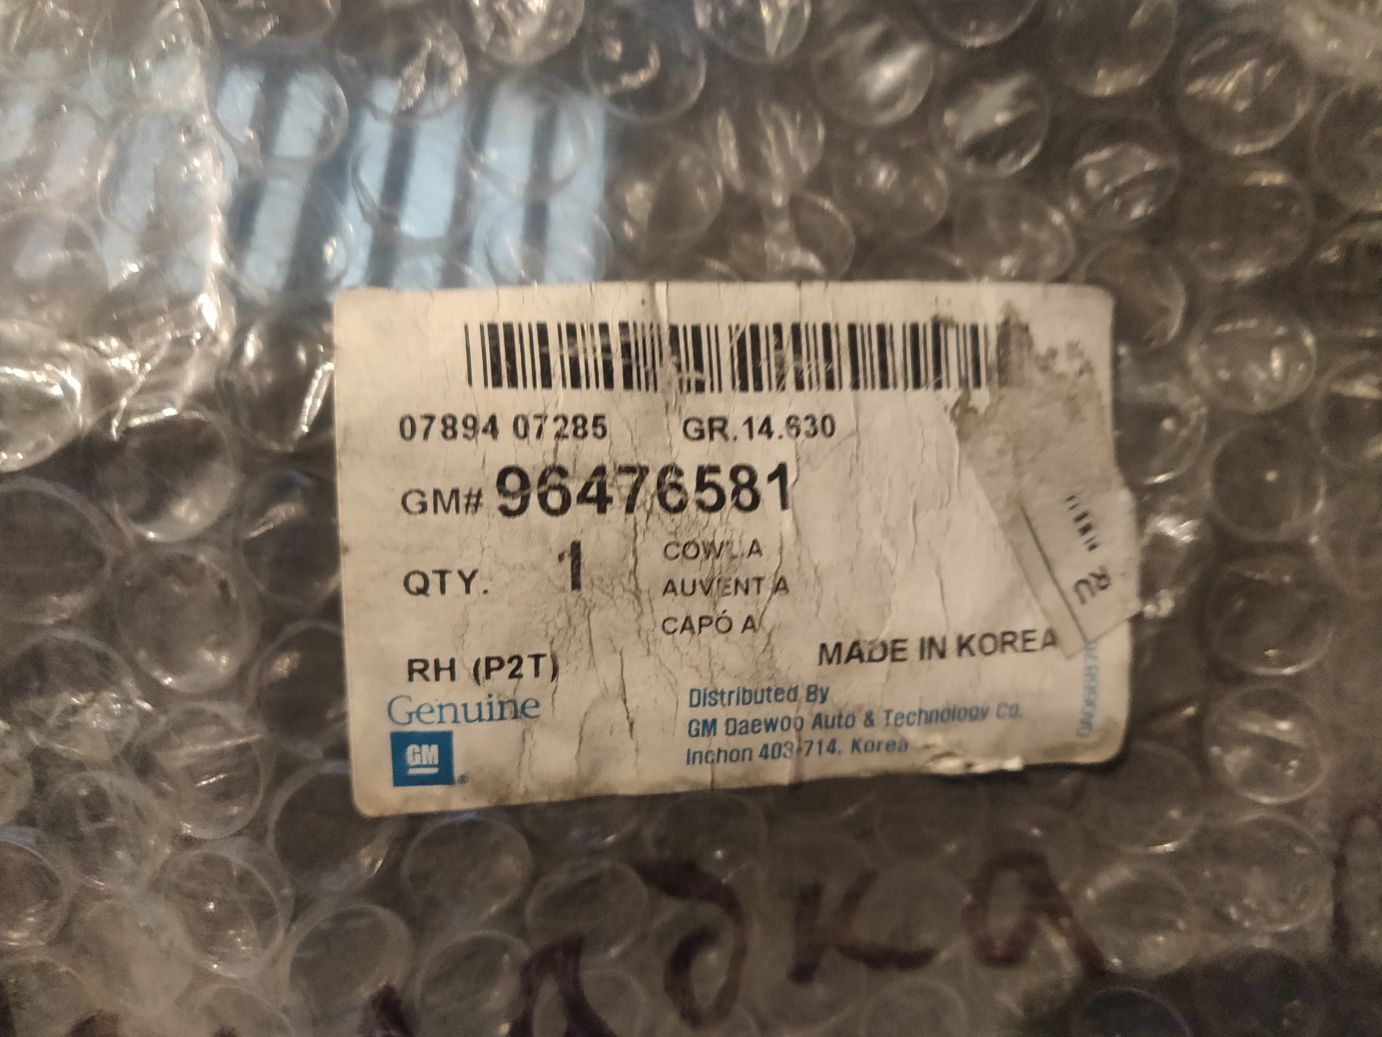 07894 07285 GR.14.630
GM# 96476581
QTY. 1
COWL A
AUVENT A
CAPÓ A
RH (P2T)
MADE IN KOREA
Genuine
GM
Distributed By
GM Daewoo Auto & Technology Co.
Inchon 403-714, Korea